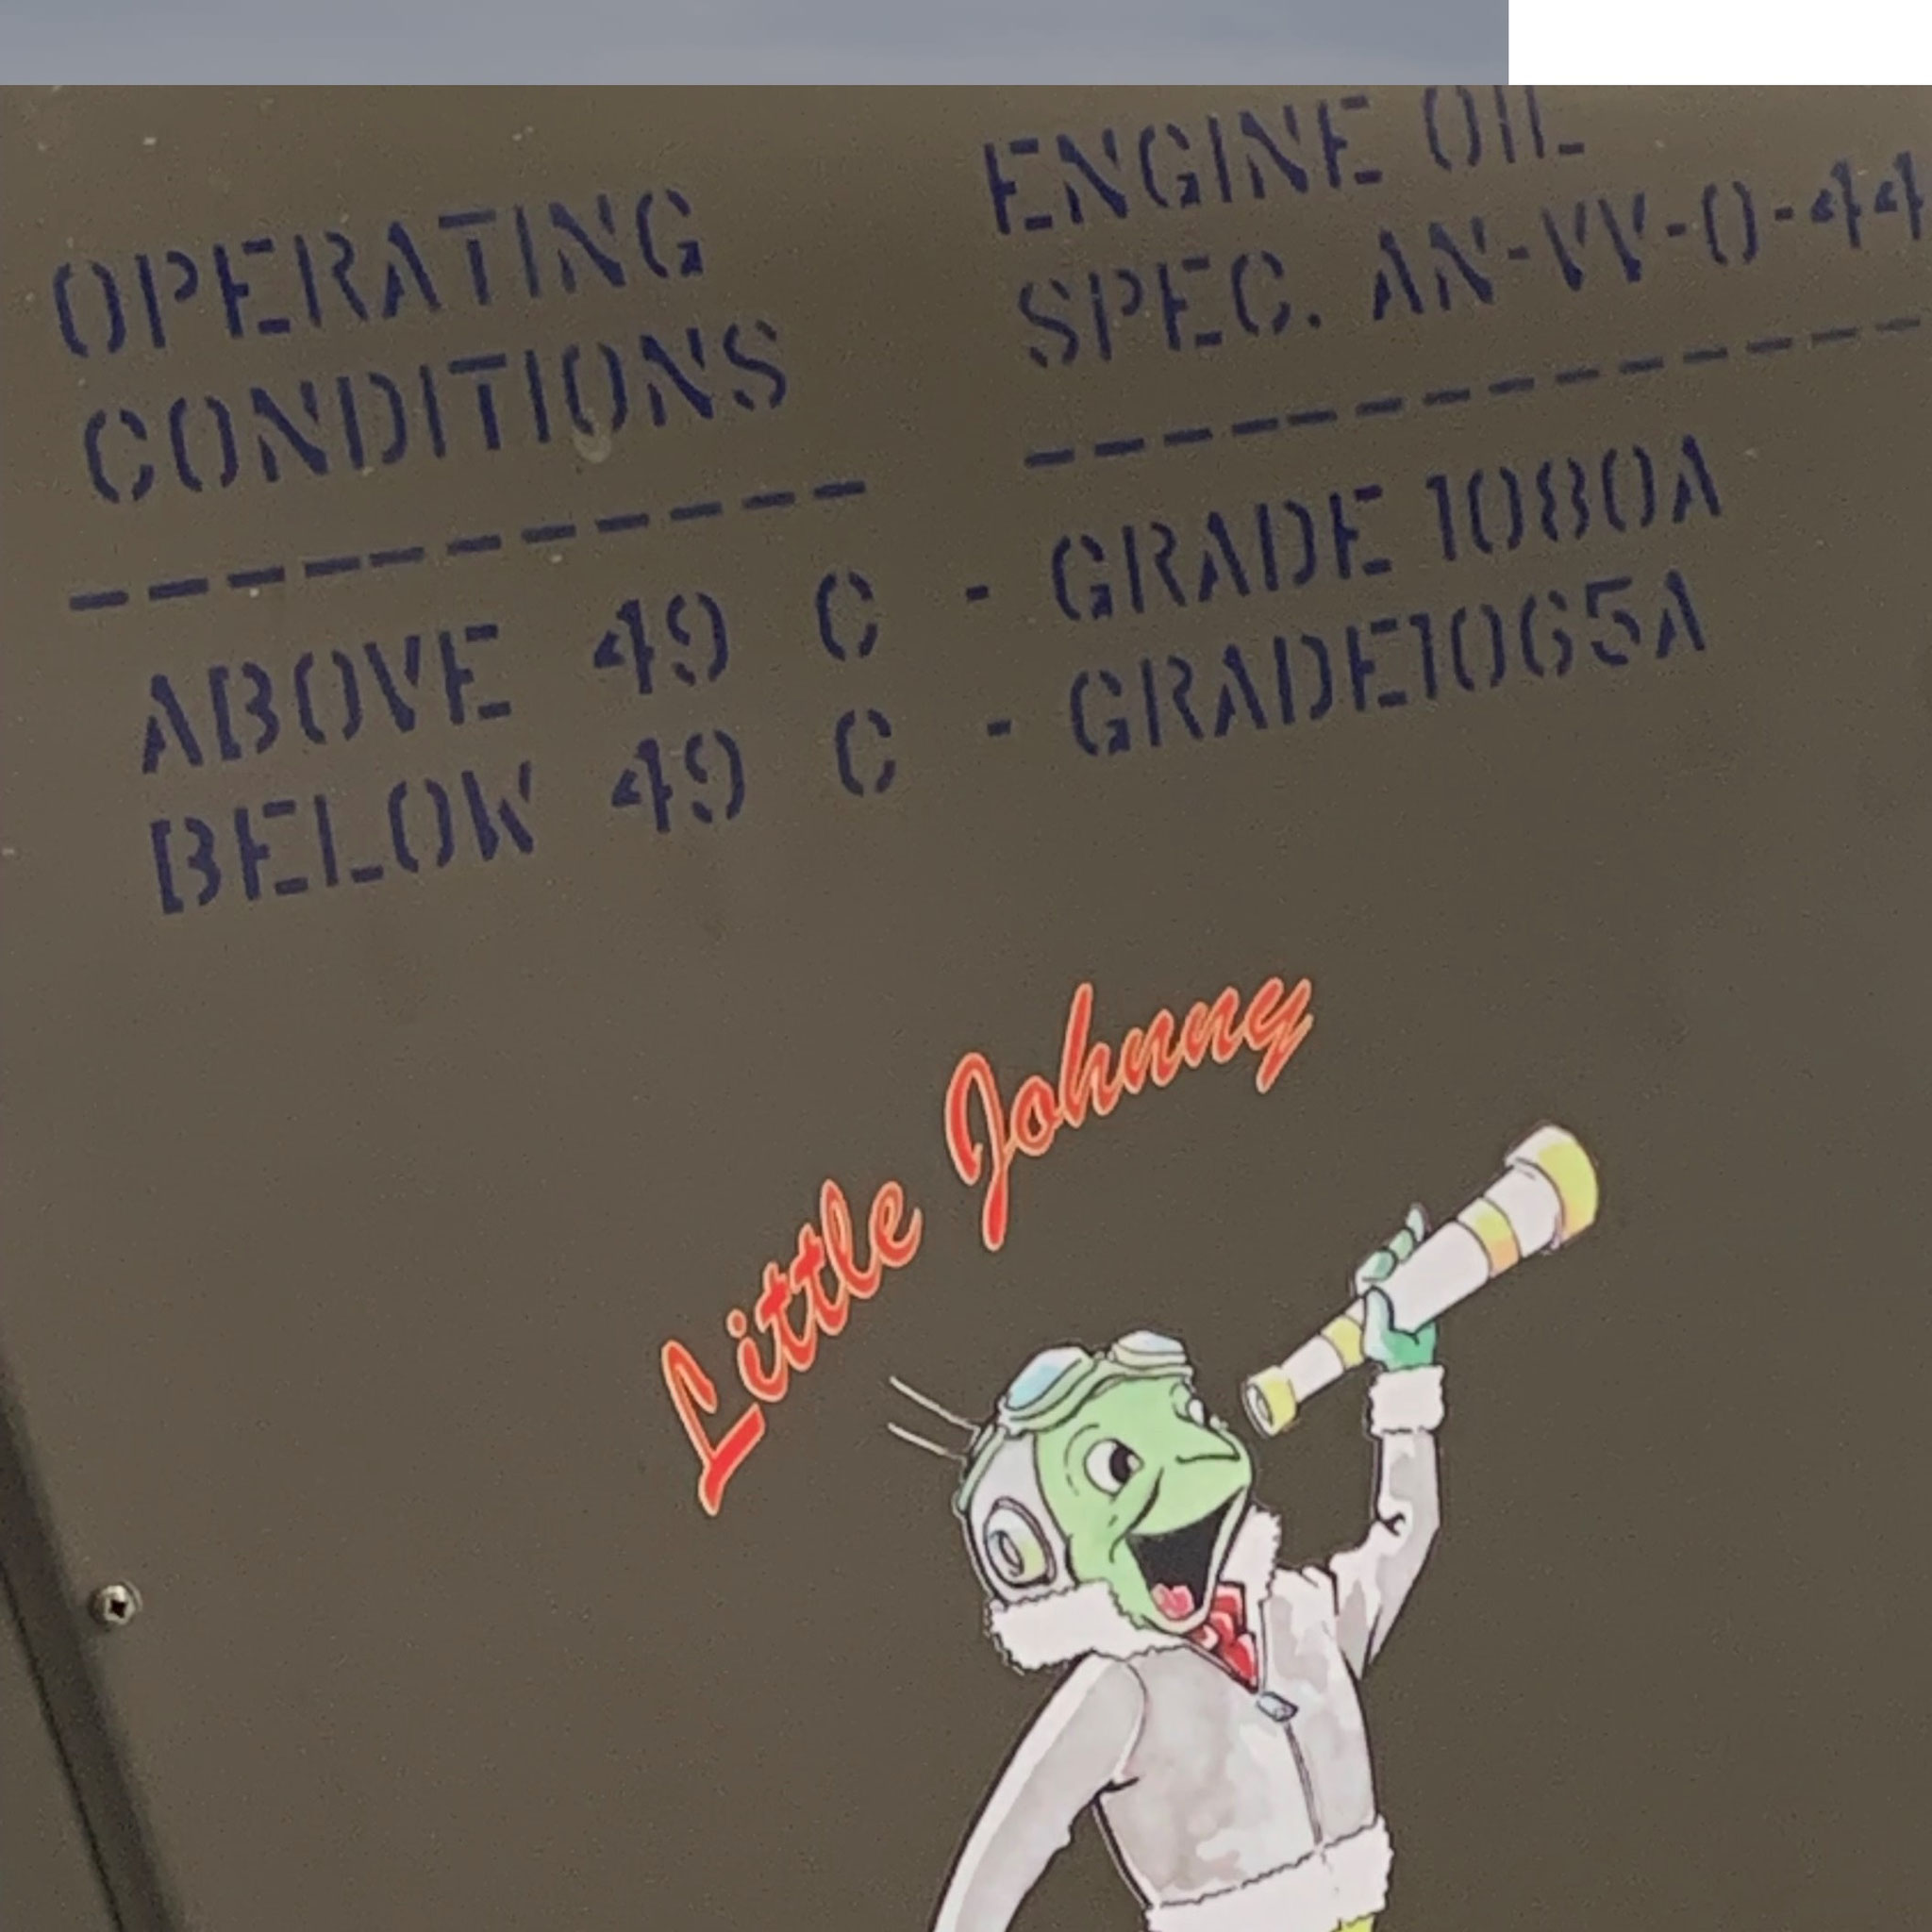 OPERATING
CONDITIONS
----------- 
ENGINE OIL
SPEC. AN-VV-O-44
--------------
ABOVE 49 C - GRADE 1080A
BELOW 49 C - GRADE1065A
Little Johnny